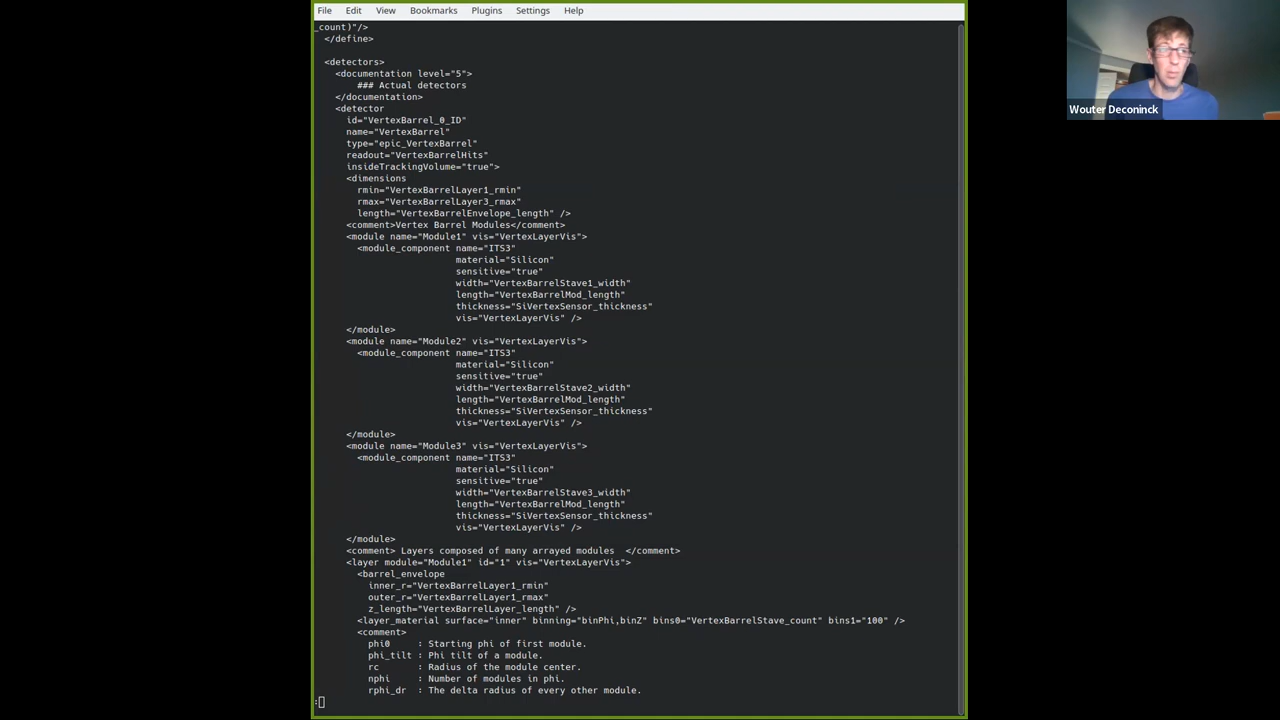 File Edit View Bookmarks Plugins Settings Help
_count)"/>
</define>
<detectors>
<documentation level="5">
### Actual detectors
</documentation>
<detector
id="VertexBarrel_0_ID"
name="VertexBarrel"
type="epic_VertexBarrel"
readout="VertexBarrelHits"
insideTrackingVolume="true">
<dimensions
rmin="VertexBarrelLayer1_rmin"
rmax="VertexBarrelLayer3_rmax"
length="VertexBarrelEnvelope_length" />
<comment>Vertex Barrel Modules</comment>
<module name="Module1" vis="VertexLayerVis">
<module_component name="ITS3"
material="Silicon"
sensitive="true"
width="VertexBarrelStave1_width"
length="VertexBarrelMod_length"
thickness="SiVertexSensor_thickness"
vis="VertexLayerVis" />
</module>
<module name="Module2" vis="VertexLayerVis">
<module_component name="ITS3"
material="Silicon"
sensitive="true"
width="VertexBarrelStave2_width"
length="VertexBarrelMod_length"
thickness="SiVertexSensor_thickness"
vis="VertexLayerVis" />
</module>
<module name="Module3" vis="VertexLayerVis">
<module_component name="ITS3"
material="Silicon"
sensitive="true"
width="VertexBarrelStave3_width"
length="VertexBarrelMod_length"
thickness="SiVertexSensor_thickness"
vis="VertexLayerVis" />
</module>
<comment> Layers composed of many arrayed modules  </comment>
<layer module="Module1" id="1" vis="VertexLayerVis">
<barrel_envelope
inner_r="VertexBarrelLayer1_rmin"
outer_r="VertexBarrelLayer1_rmax"
z_length="VertexBarrelLayer_length" />
<layer_material surface="inner" binning="binPhi,binZ" bins0="VertexBarrelStave_count" bins1="100" />
<comment>
phi0     : Starting phi of first module.
phi_tilt : Phi tilt of a module.
rc       : Radius of the module center.
nphi     : Number of modules in phi.
rphi_dr  : The delta radius of every other module.
:
Wouter Deconinck